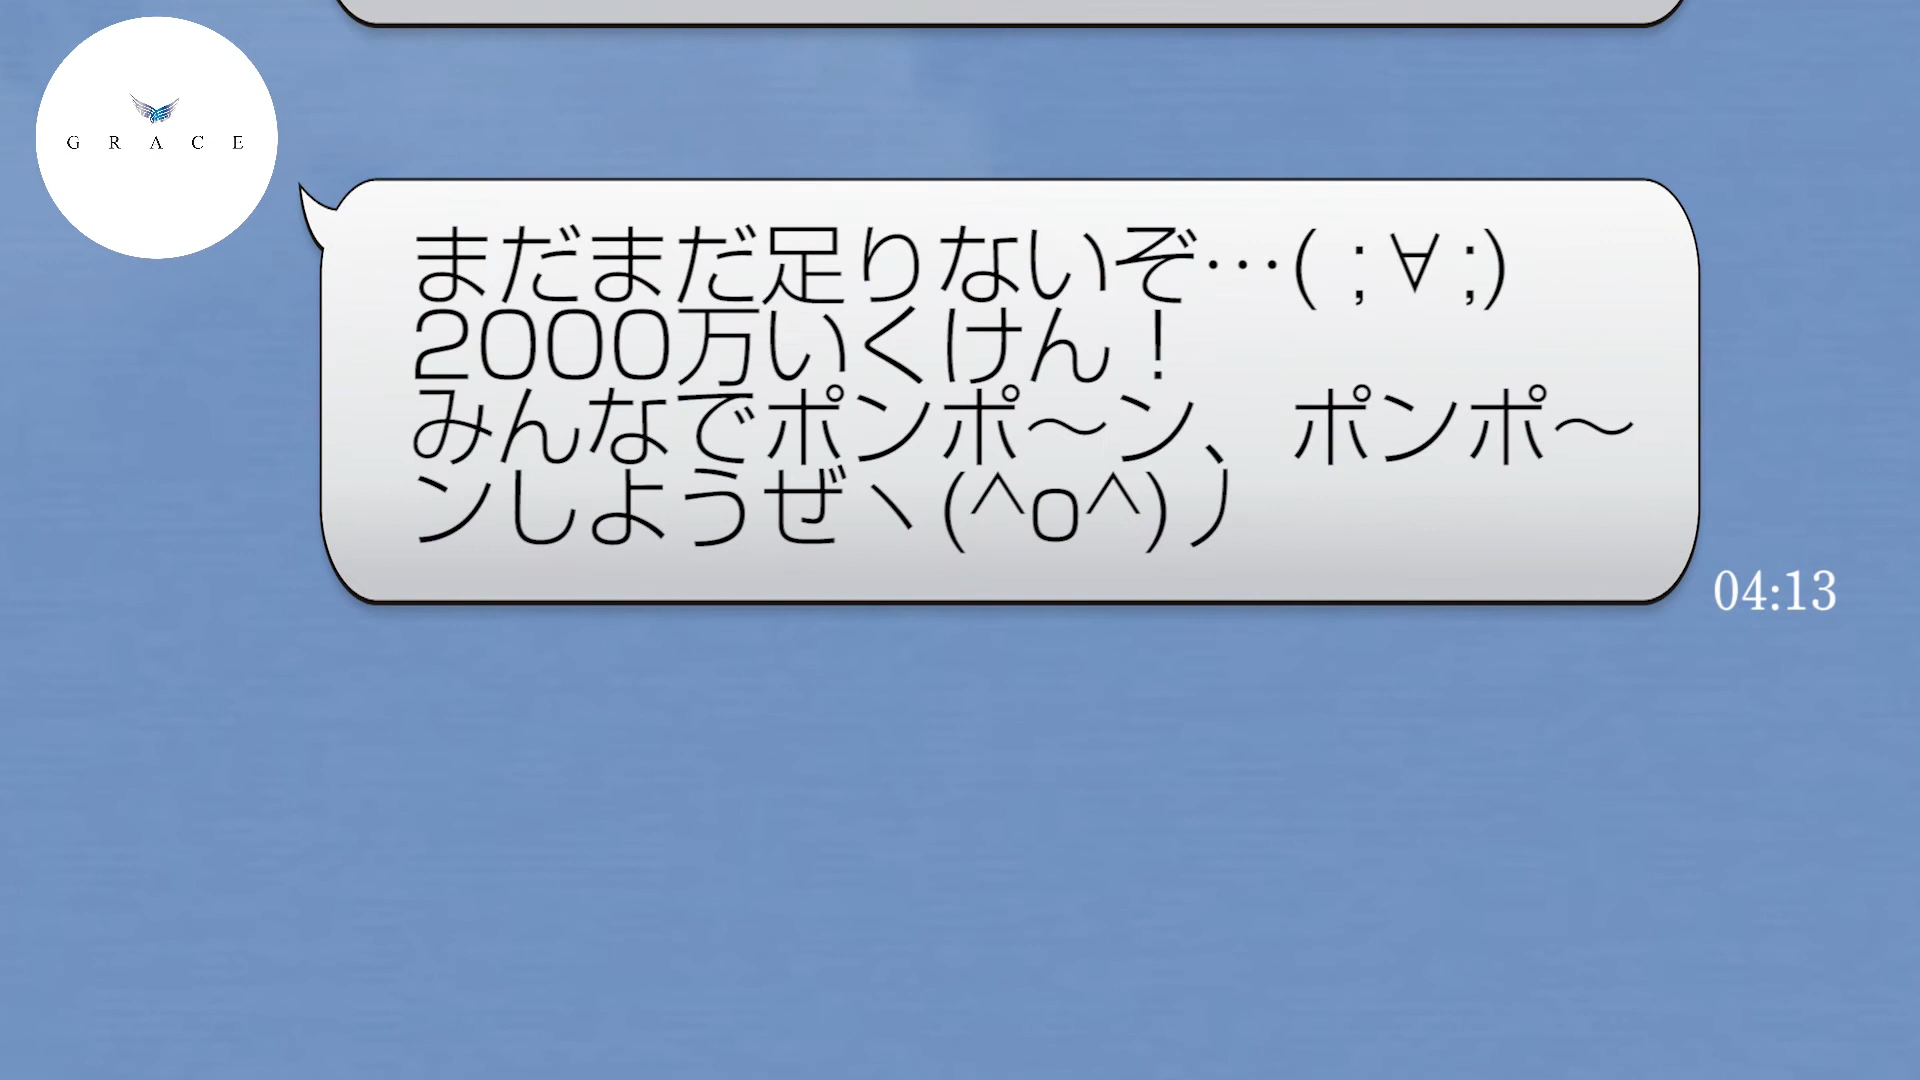 G R A C E
まだまだ足りないぞ…( ;∀;)
2000万いくけん！
みんなでポンポ〜ン、ポンポ〜
ンしようぜヽ(^o^)丿
04:13